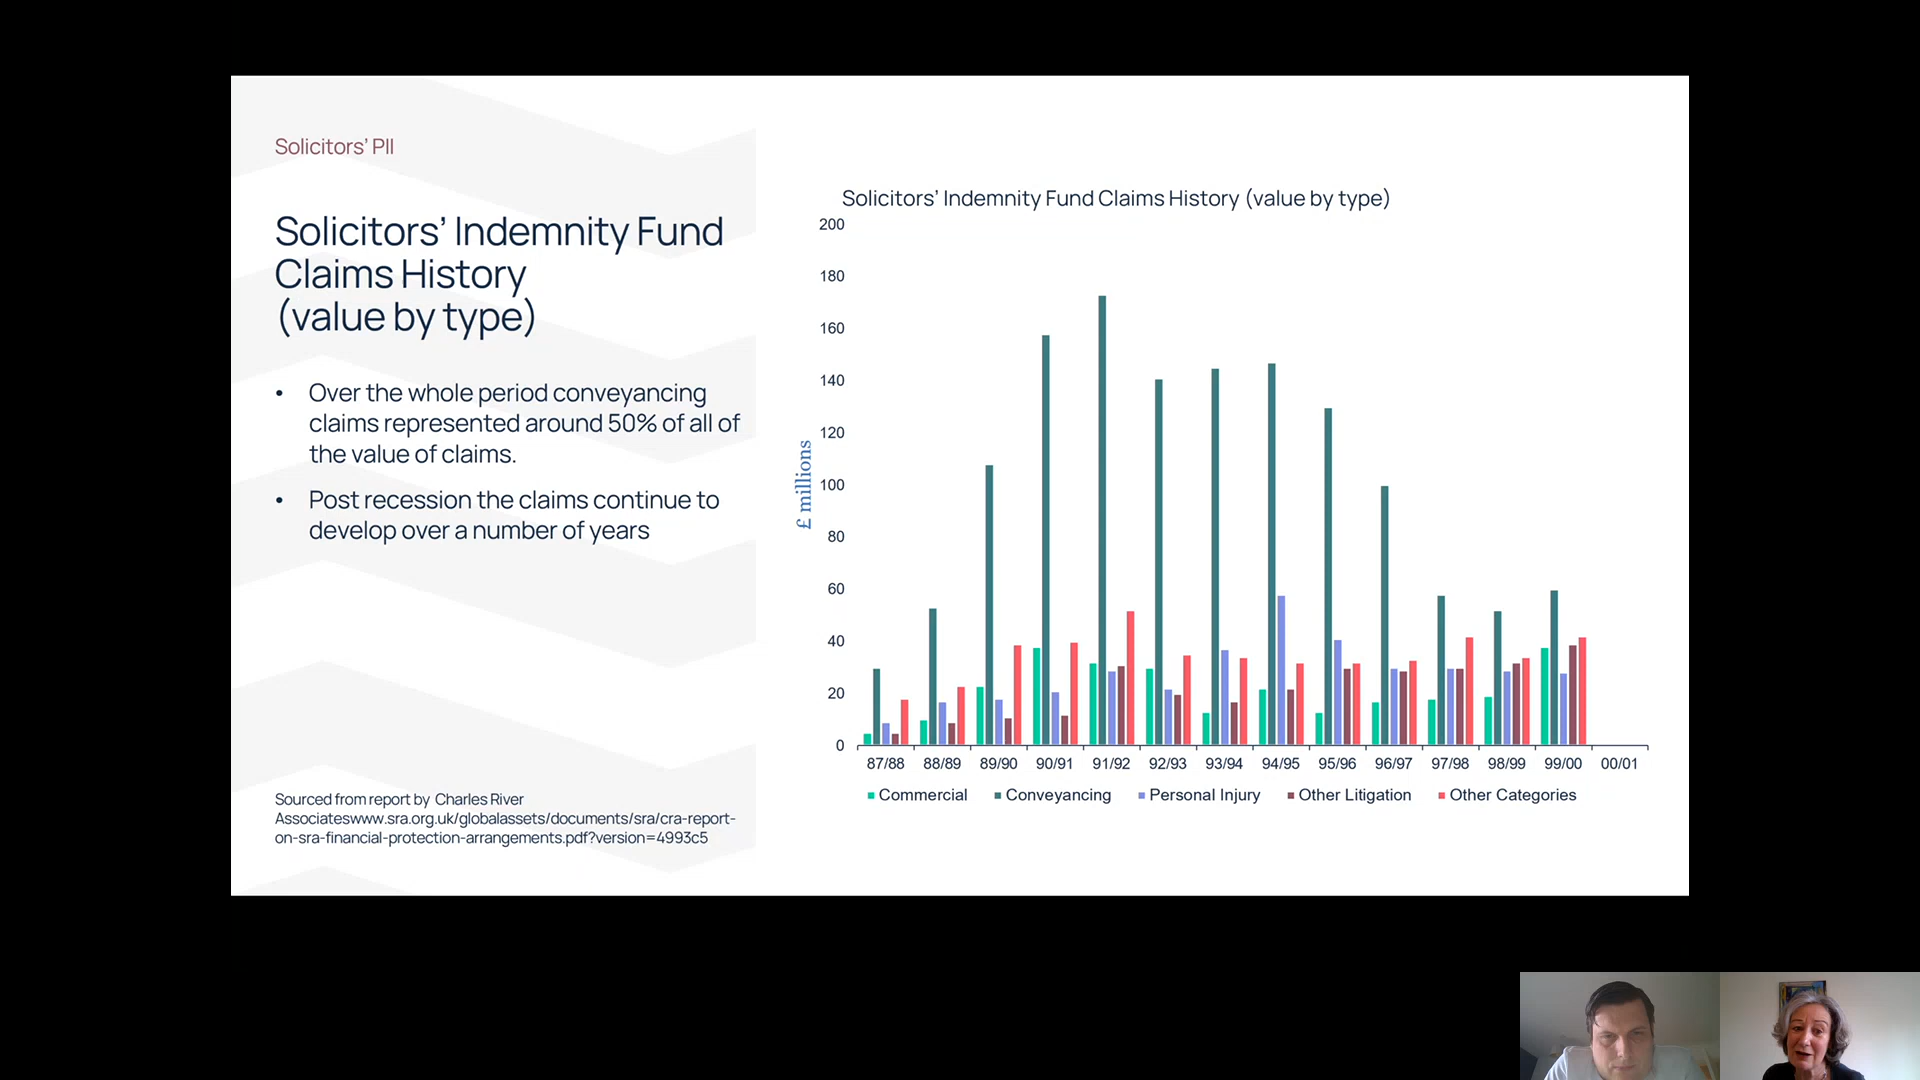 Solicitors’ PII
Solicitors’ Indemnity Fund
Claims History
(value by type)
• Over the whole period conveyancing
claims represented around 50% of all of
the value of claims.
• Post recession the claims continue to
develop over a number of years
Sourced from report by Charles River
Associateswww.sra.org.uk/globalassets/documents/sra/cra-report-
on-sra-financial-protection-arrangements.pdf?version=4993c5
Solicitors’ Indemnity Fund Claims History (value by type)
£ millions
200
180
160
140
120
100
80
60
40
20
0
87/88 88/89 89/90 90/91 91/92 92/93 93/94 94/95 95/96 96/97 97/98 98/99 99/00 00/01
Commercial Conveyancing Personal Injury Other Litigation Other Categories